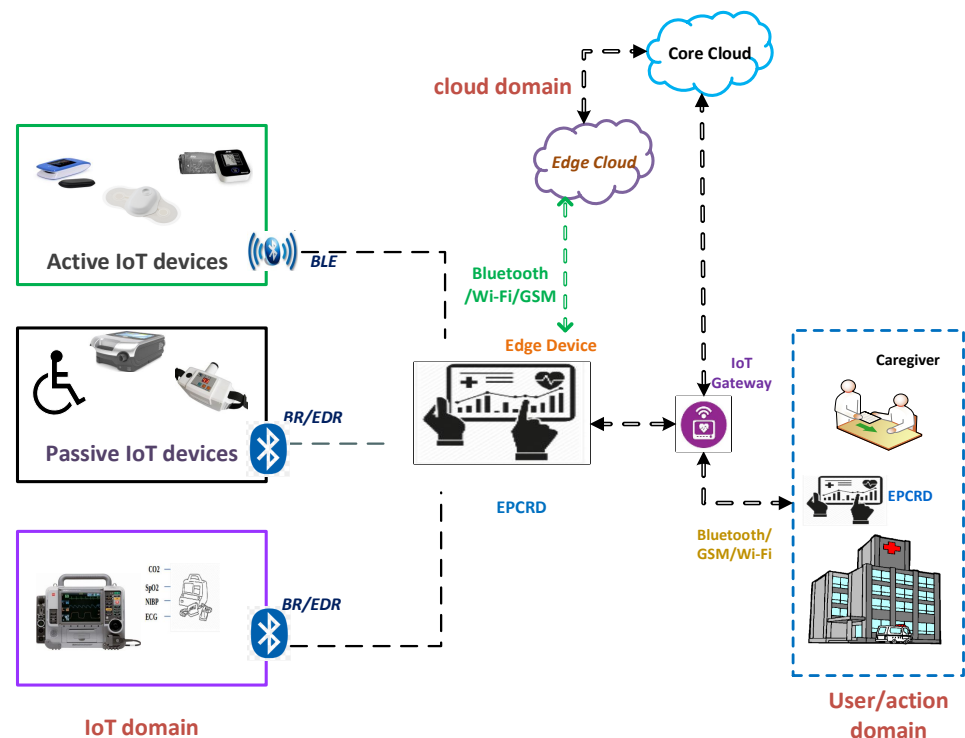 Core Cloud
cloud domain
Edge Cloud
Active IoT devices
BLE
Bluetooth
/Wi-Fi/GSM
Edge Device
Passive IoT devices
BR/EDR
EPCRD
IoT
Gateway
Caregiver
EPCRD
Bluetooth/
GSM/Wi-Fi
CO2
SpO2
NIBP
ECG
BR/EDR
IoT domain
User/action
domain